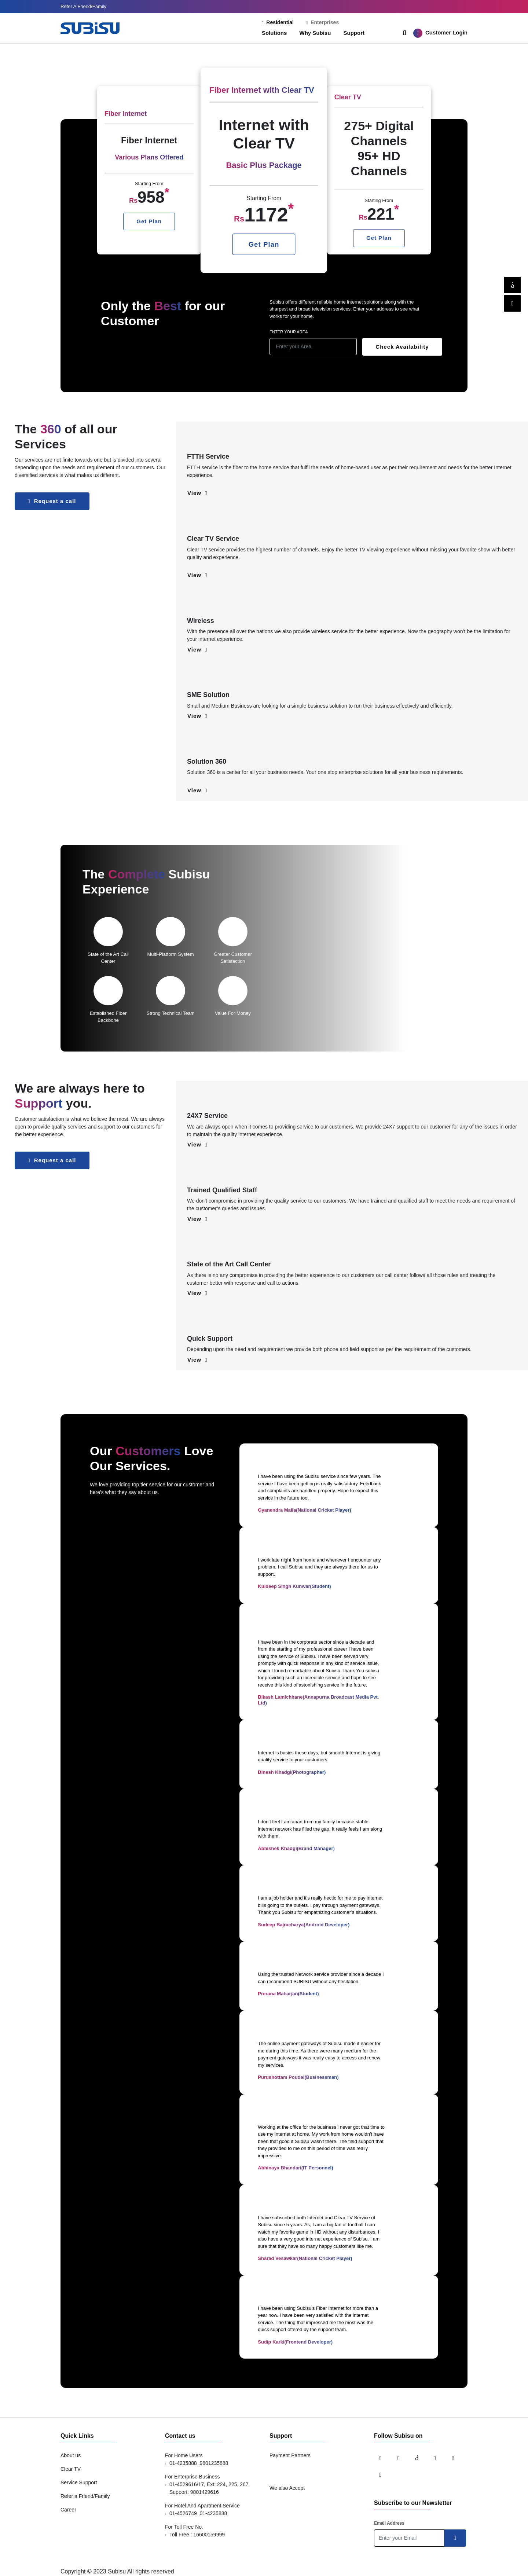 Refer A Friend/Family
SUBISU
Residential
Enterprises
Solutions
Why Subisu
Support
Customer Login
Fiber Internet
Fiber Internet
Various Plans Offered
Starting From
Rs958*
Get Plan
Fiber Internet with Clear TV
Internet with
Clear TV
Basic Plus Package
Starting From
Rs1172*
Get Plan
Clear TV
275+ Digital
Channels
95+ HD
Channels
Starting From
Rs221*
Get Plan
Only the Best for our
Customer
Subisu offers different reliable home internet solutions along with the
sharpest and broad television services. Enter your address to see what
works for your home.
ENTER YOUR AREA
Enter your Area
Check Availability
The 360 of all our
Services
Our services are not finite towards one but is divided into several
depending upon the needs and requirement of our customers. Our
diversified services is what makes us different.
Request a call
FTTH Service
FTTH service is the fiber to the home service that fulfil the needs of home-based user as per their requirement and needs for the better Internet
experience.
View
Clear TV Service
Clear TV service provides the highest number of channels. Enjoy the better TV viewing experience without missing your favorite show with better
quality and experience.
View
Wireless
With the presence all over the nations we also provide wireless service for the better experience. Now the geography won't be the limitation for
your internet experience.
View
SME Solution
Small and Medium Business are looking for a simple business solution to run their business effectively and efficiently.
View
Solution 360
Solution 360 is a center for all your business needs. Your one stop enterprise solutions for all your business requirements.
View
The Complete Subisu
Experience
State of the Art Call
Center
Multi-Platform System
Greater Customer
Satisfaction
Established Fiber
Backbone
Strong Technical Team
Value For Money
We are always here to
Support you.
Customer satisfaction is what we believe the most. We are always
open to provide quality services and support to our customers for
the better experience.
Request a call
24X7 Service
We are always open when it comes to providing service to our customers. We provide 24X7 support to our customer for any of the issues in order
to maintain the quality internet experience.
View
Trained Qualified Staff
We don't compromise in providing the quality service to our customers. We have trained and qualified staff to meet the needs and requirement of
the customer's queries and issues.
View
State of the Art Call Center
As there is no any compromise in providing the better experience to our customers our call center follows all those rules and treating the
customer better with response and call to actions.
View
Quick Support
Depending upon the need and requirement we provide both phone and field support as per the requirement of the customers.
View
Our Customers Love
Our Services.
We love providing top tier service for our customer and
here's what they say about us.
I have been using the Subisu service since few years. The
service I have been getting is really satisfactory. Feedback
and complaints are handled properly. Hope to expect this
service in the future too.
Gyanendra Malla(National Cricket Player)
I work late night from home and whenever I encounter any
problem, I call Subisu and they are always there for us to
support.
Kuldeep Singh Kunwar(Student)
I have been in the corporate sector since a decade and
from the starting of my professional career I have been
using the service of Subisu. I have been served very
promptly with quick response in any kind of service issue,
which I found remarkable about Subisu.Thank You subisu
for providing such an incredible service and hope to see
receive this kind of astonishing service in the future.
Bikash Lamichhane(Annapurna Broadcast Media Pvt.
Ltd)
Internet is basics these days, but smooth Internet is giving
quality service to your customers.
Dinesh Khadgi(Photographer)
I don't feel I am apart from my family because stable
internet network has filled the gap. It really feels I am along
with them.
Abhishek Khadgi(Brand Manager)
I am a job holder and it's really hectic for me to pay internet
bills going to the outlets. I pay through payment gateways.
Thank you Subisu for empathizing customer's situations.
Sudeep Bajracharya(Android Developer)
Using the trusted Network service provider since a decade I
can recommend SUBISU without any hesitation.
Prerana Maharjan(Student)
The online payment gateways of Subisu made it easier for
me during this time. As there were many medium for the
payment gateways it was really easy to access and renew
my services.
Purushottam Poudel(Businessman)
Working at the office for the business I never got that time to
use my internet at home. My work from home wouldn't have
been that good if Subisu wasn't there. The field support that
they provided to me on this period of time was really
impressive.
Abhinaya Bhandari(IT Personnel)
I have subscribed both Internet and Clear TV Service of
Subisu since 5 years. As, I am a big fan of football I can
watch my favorite game in HD without any disturbances. I
also have a very good internet experience of Subisu. I am
sure that they have so many happy customers like me.
Sharad Vesawkar(National Cricket Player)
I have been using Subisu's Fiber Internet for more than a
year now. I have been very satisfied with the internet
service. The thing that impressed me the most was the
quick support offered by the support team.
Sudip Karki(Frontend Developer)
Quick Links
About us
Clear TV
Service Support
Refer a Friend/Family
Career
Contact us
For Home Users
01-4235888 ,9801235888
For Enterprise Business
01-4529616/17, Ext: 224, 225, 267,
Support: 9801429616
For Hotel And Apartment Service
01-4526749 ,01-4235888
For Toll Free No.
Toll Free : 16600159999
Support
Payment Partners
We also Accept
Follow Subisu on
Subscribe to our Newsletter
Email Address
Enter your Email
Copyright © 2023 Subisu All rights reserved